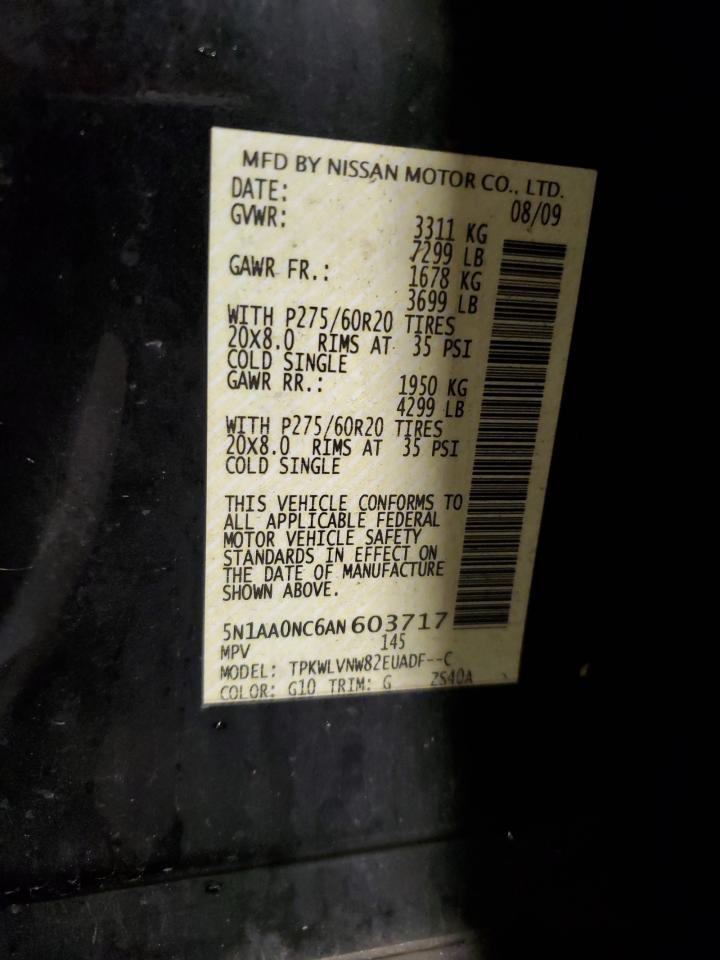 MFD BY NISSAN MOTOR CO., LTD.
DATE: 08/09
GVWR: 3311 KG
7299 LB
GAWR FR.: 1678 KG
3699 LB
WITH P275/60R20 TIRES
20X8.0 RIMS AT 35 PSI
COLD SINGLE
GAWR RR.: 1950 KG
4299 LB
WITH P275/60R20 TIRES
20X8.0 RIMS AT 35 PSI
COLD SINGLE
THIS VEHICLE CONFORMS TO
ALL APPLICABLE FEDERAL
MOTOR VEHICLE SAFETY
STANDARDS IN EFFECT ON
THE DATE OF MANUFACTURE
SHOWN ABOVE.
5N1AA0NC6AN603717
MPV 145
MODEL: TPKWLVNW82EUADF--C
COLOR: G10 TRIM: G ZS40A